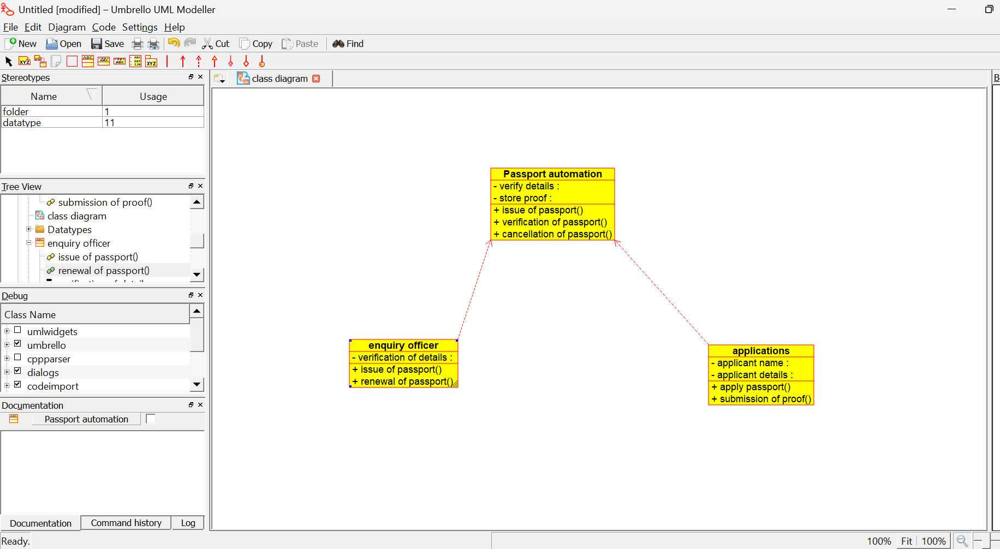 Untitled [modified] – Umbrello UML Modeller
File Edit Diagram Code Settings Help
New Open Save Cut Copy Paste Find
Stereotypes
Name Usage
folder 1
datatype 11
Tree View
submission of proof()
class diagram
Datatypes
enquiry officer
issue of passport()
renewal of passport()
Debug
Class Name
umlwidgets
umbrello
cppparser
dialogs
codeimport
Documentation
Passport automation
Documentation Command history Log
class diagram
Passport automation
- verify details :
- store proof :
+ issue of passport()
+ verification of passport()
+ cancellation of passport()
enquiry officer
- verification of details :
+ issue of passport()
+ renewal of passport()
applications
- applicant name :
- applicant details :
+ apply passport()
+ submission of proof()
B
Ready.
100% Fit 100%